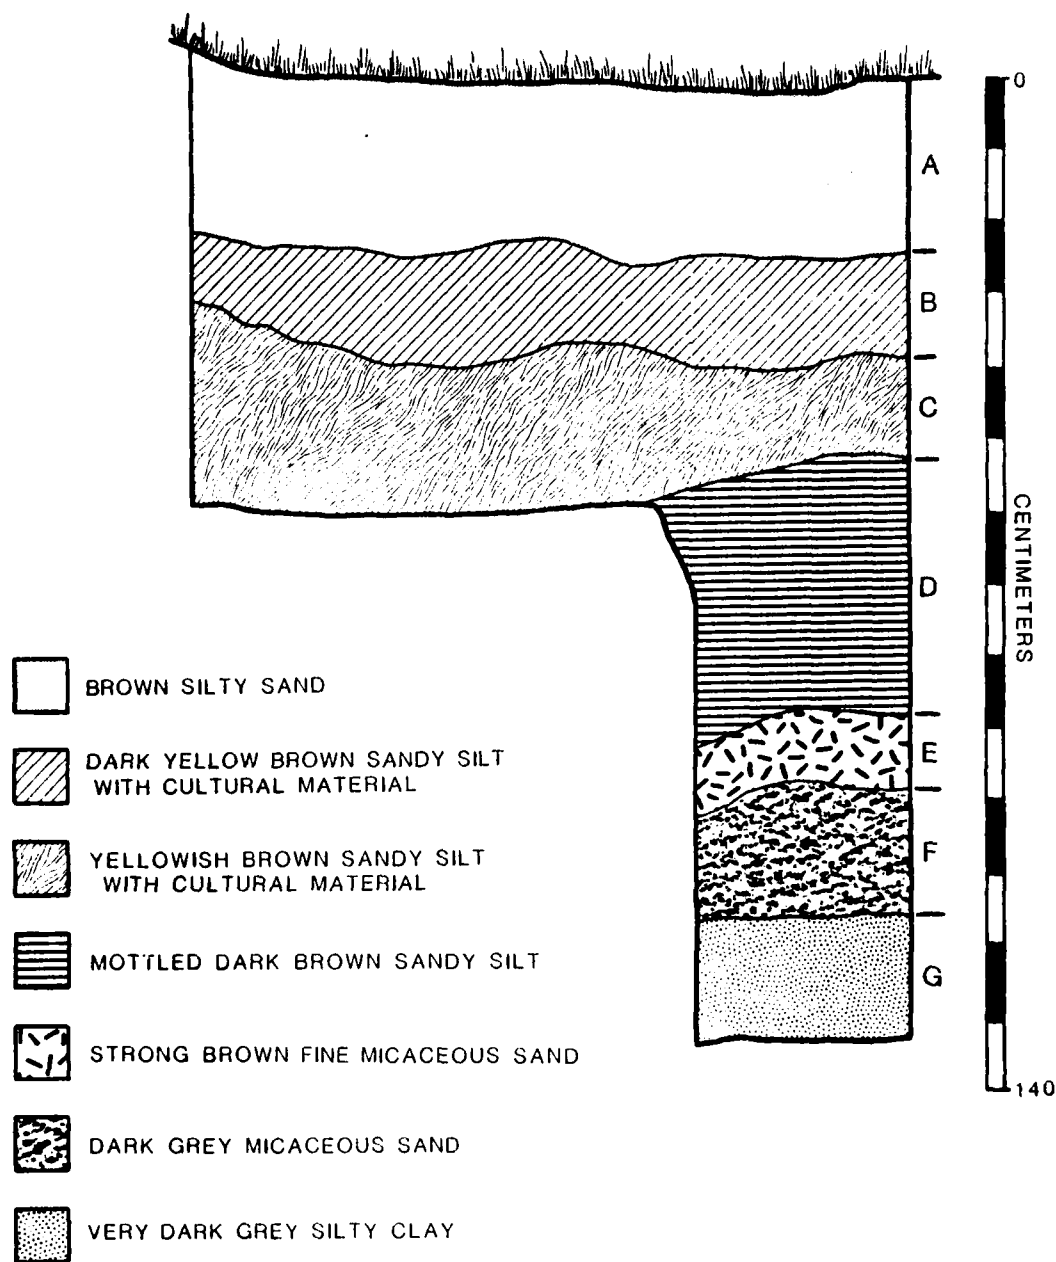 0
A
B
C
D
E
F
G
CENTIMETERS
140
BROWN SILTY SAND
DARK YELLOW BROWN SANDY SILT
WITH CULTURAL MATERIAL
YELLOWISH BROWN SANDY SILT
WITH CULTURAL MATERIAL
MOTTLED DARK BROWN SANDY SILT
STRONG BROWN FINE MICACEOUS SAND
DARK GREY MICACEOUS SAND
VERY DARK GREY SILTY CLAY